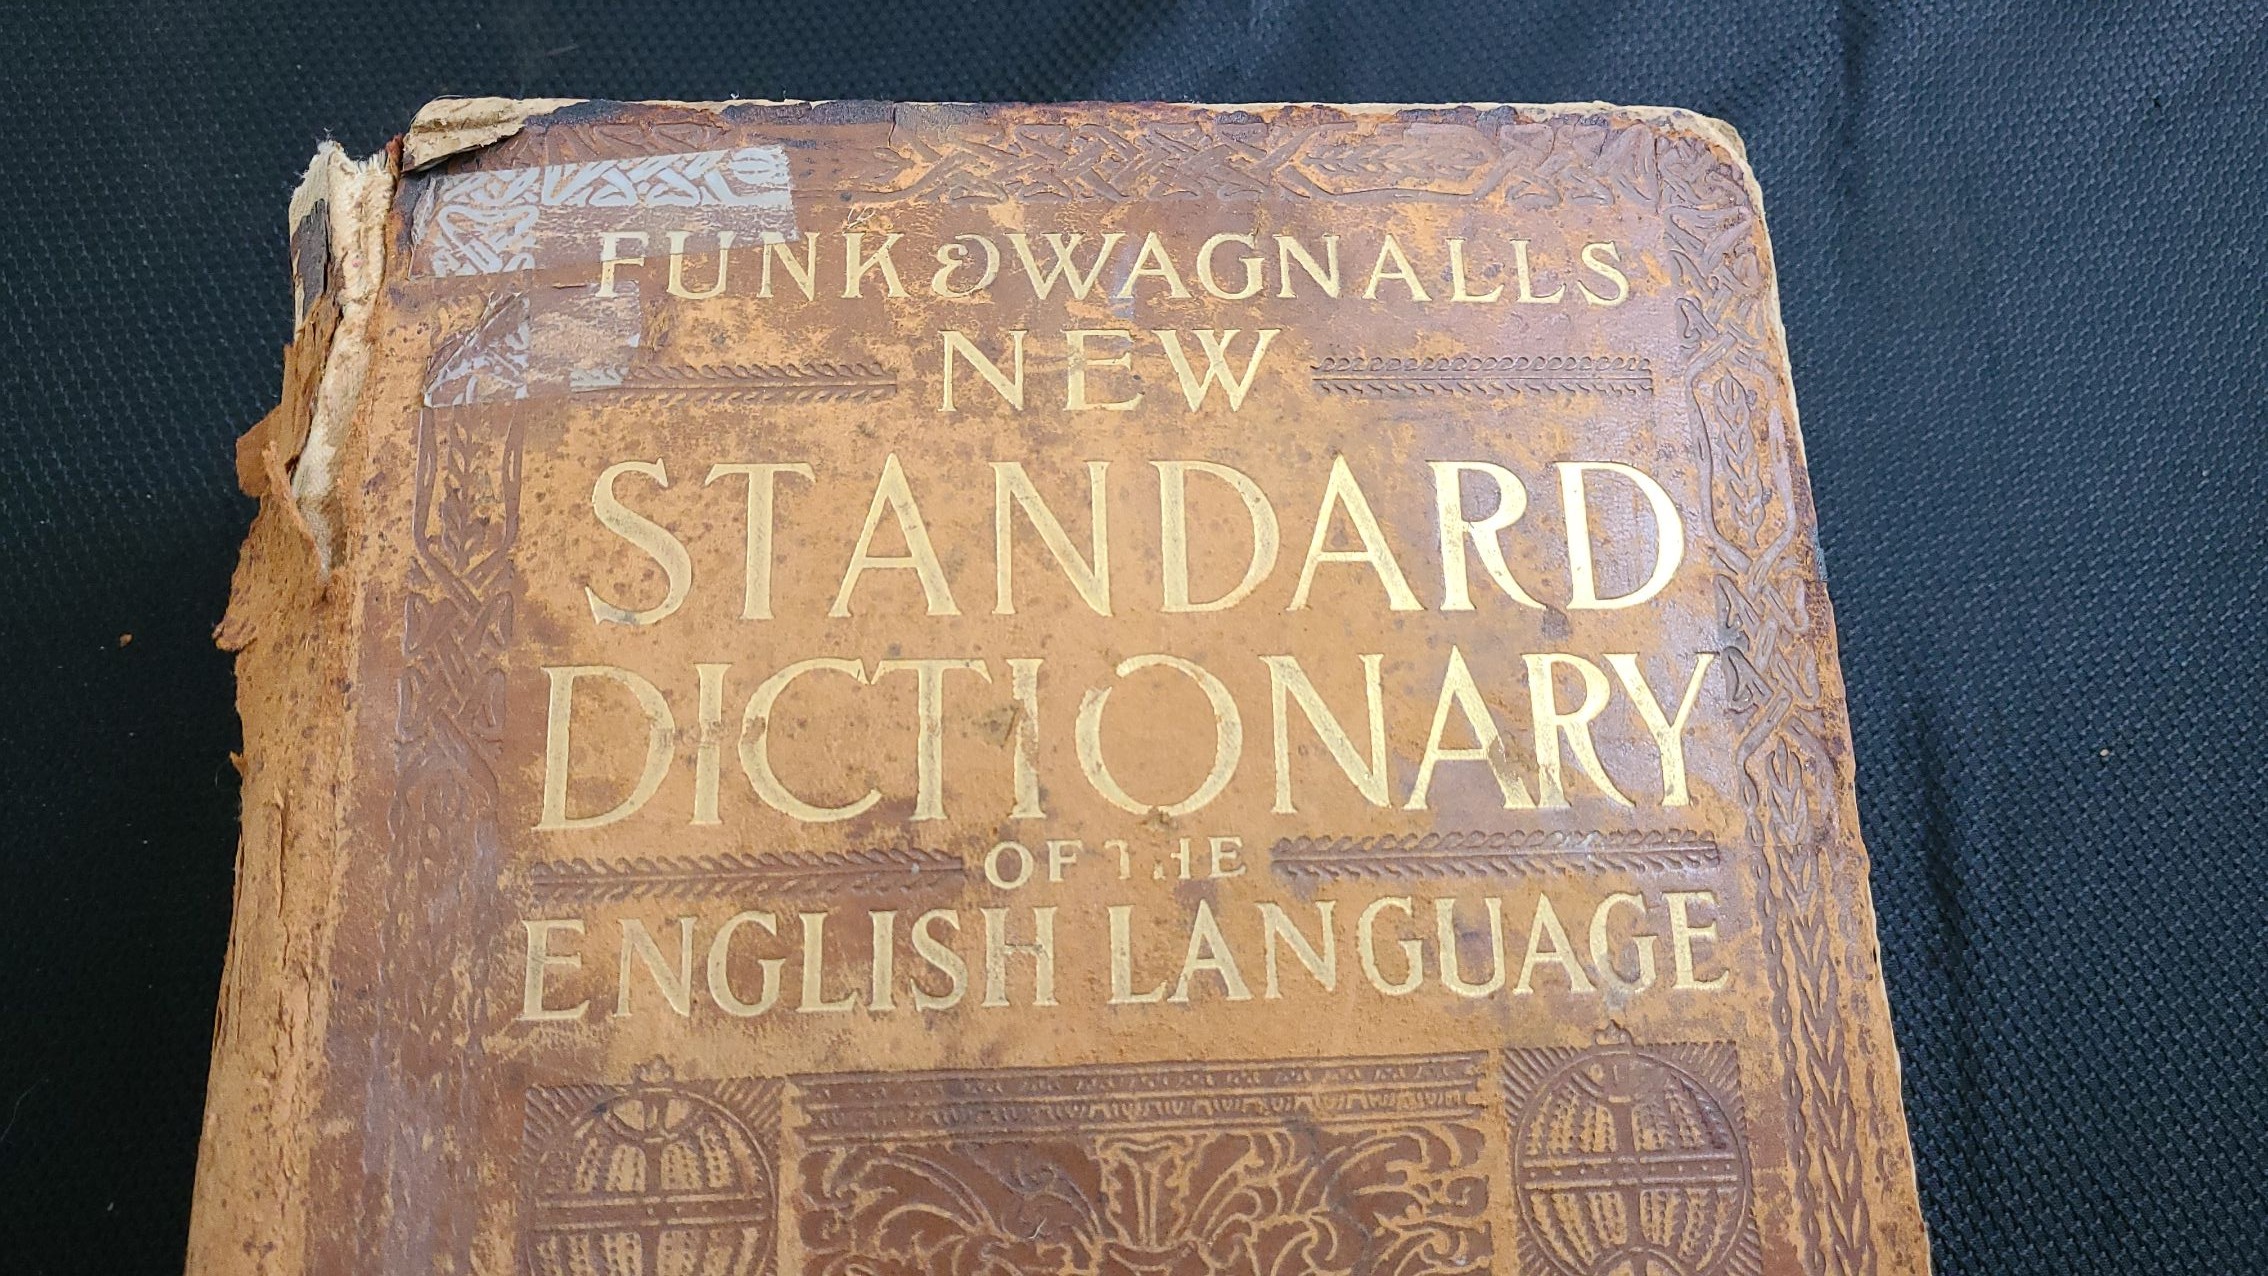 FUNK & WAGNALLS
NEW
STANDARD
DICTIONARY
OF THE
ENGLISH LANGUAGE